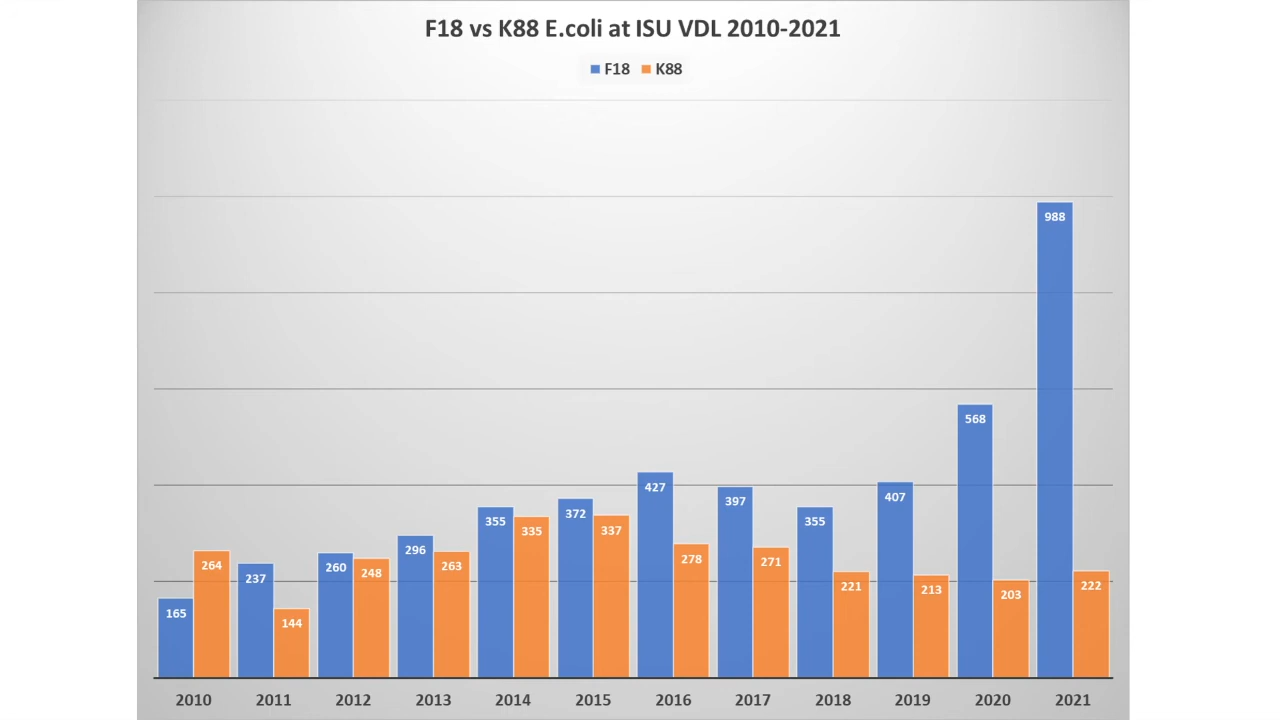 F18 vs K88 E.coli at ISU VDL 2010-2021
F18 K88
165 264 237 144 260 248 296 263 355 335 372 337 427 278 397 271 355 221 407 213 568 203 988 222
2010 2011 2012 2013 2014 2015 2016 2017 2018 2019 2020 2021